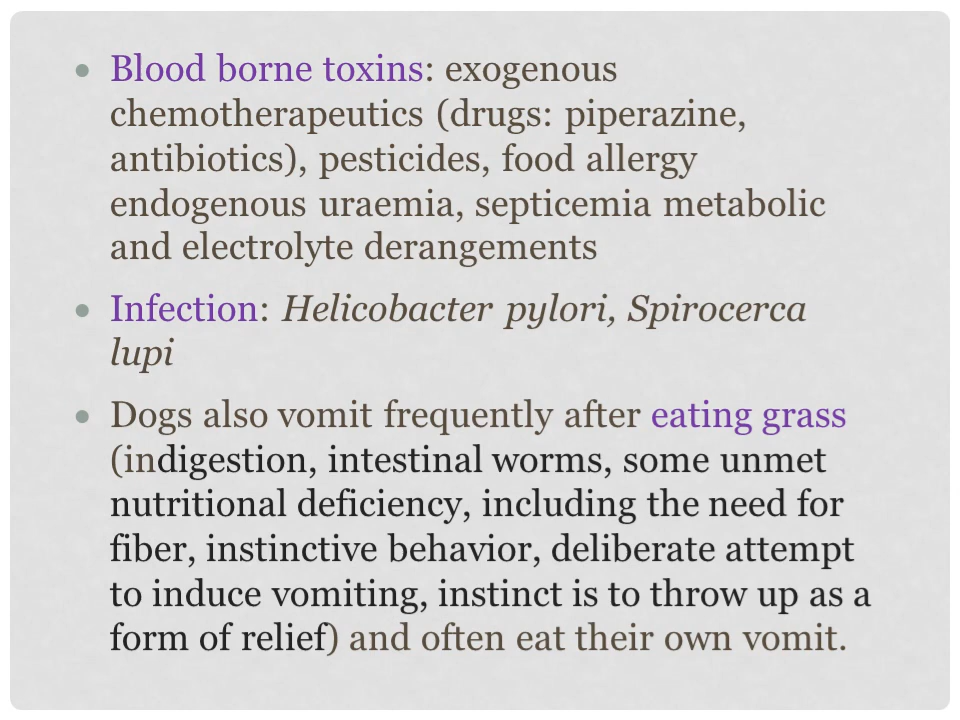 • Blood borne toxins: exogenous
chemotherapeutics (drugs: piperazine,
antibiotics), pesticides, food allergy
endogenous uraemia, septicemia metabolic
and electrolyte derangements
• Infection: Helicobacter pylori, Spirocerca
lupi
• Dogs also vomit frequently after eating grass
(indigestion, intestinal worms, some unmet
nutritional deficiency, including the need for
fiber, instinctive behavior, deliberate attempt
to induce vomiting, instinct is to throw up as a
form of relief) and often eat their own vomit.